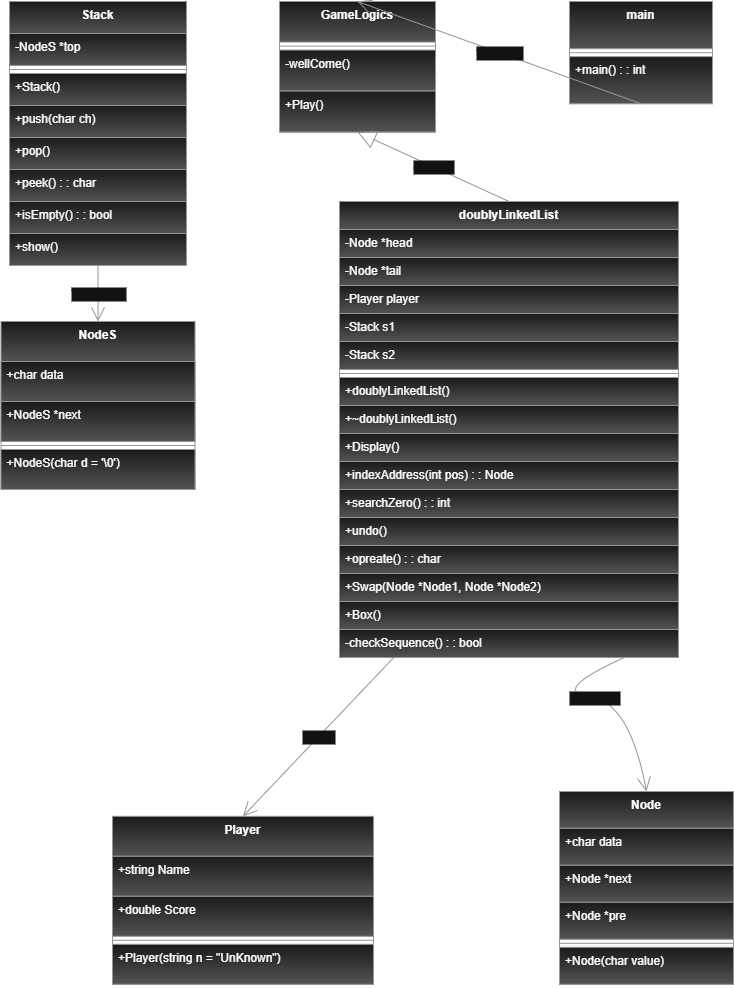 Stack
-NodeS *top
+Stack()
+push(char ch)
+pop()
+peek() : : char
+isEmpty() : : bool
+show()
GameLogics
-wellCome()
+Play()
main
+main() : : int
doublyLinkedList
-Node *head
-Node *tail
-Player player
-Stack s1
-Stack s2
+doublyLinkedList()
+~doublyLinkedList()
+Display()
+indexAddress(int pos) : : Node
+searchZero() : : int
+undo()
+opreate() : : char
+Swap(Node *Node1, Node *Node2)
+Box()
-checkSequence() : : bool
NodeS
+char data
+NodeS *next
+NodeS(char d = '\0')
Player
+string Name
+double Score
+Player(string n = "UnKnown")
Node
+char data
+Node *next
+Node *pre
+Node(char value)